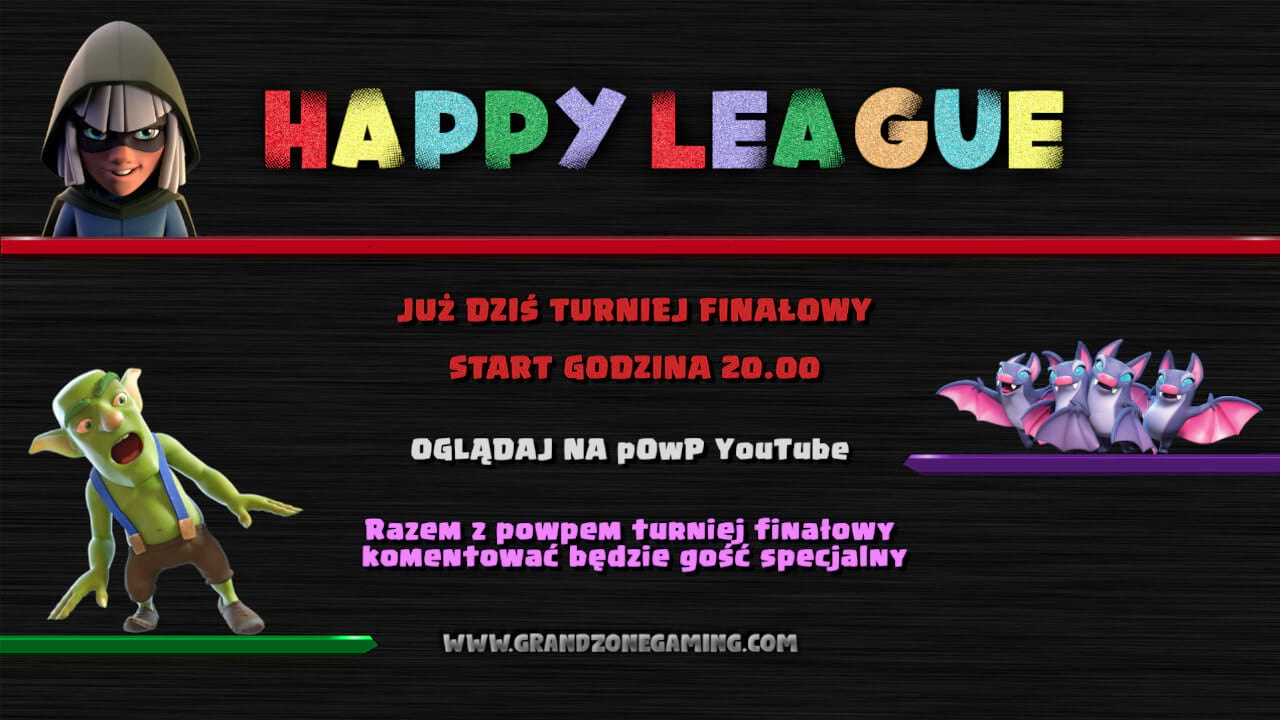 HAPPY LEAGUE
JUż DZIŚ TURNIEJ FINAŁOWY
START GODZINA 20.00
OGLĄDAJ NA pOwP YouTube
Razem z powpem turniej finałowy
komentować będzie gość specjalny
WWW.GRANDZONEGAMING.COM